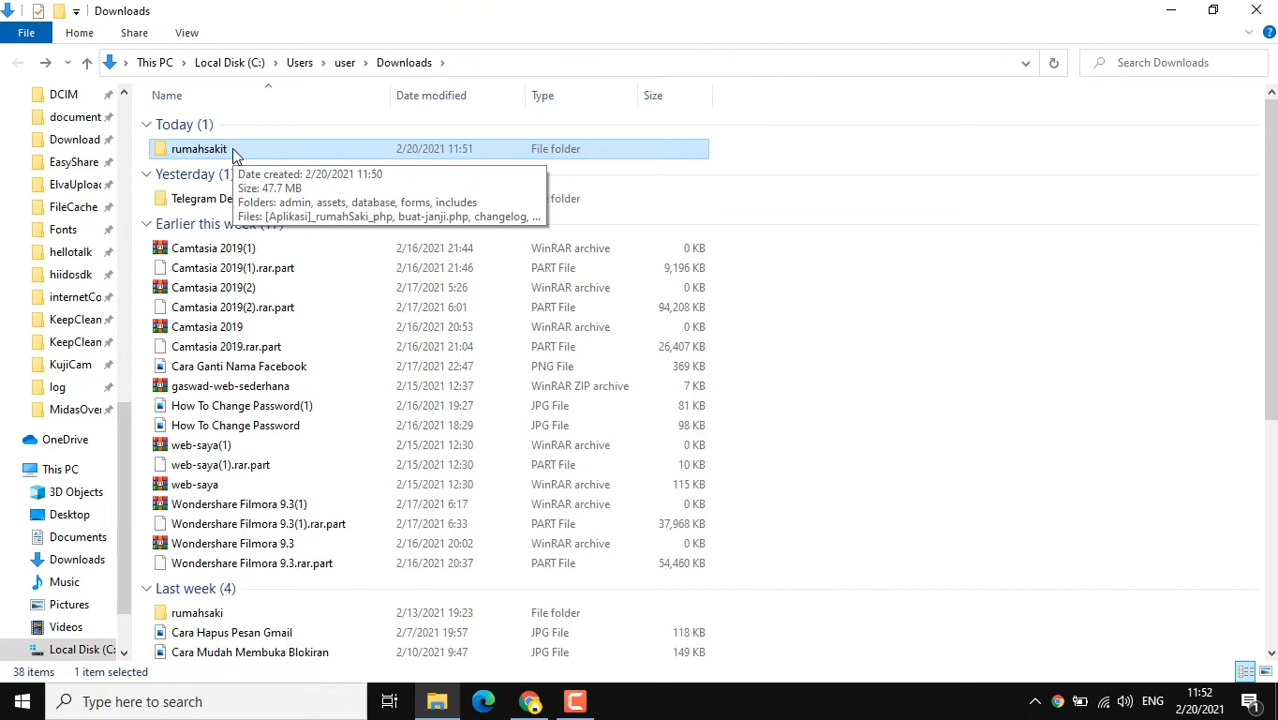 Downloads
File Home Share View
This PC Local Disk (C:) Users user Downloads Search Downloads
Name Date modified Type Size
DCIM
document
Download
EasyShare
ElvaUpload
FileCache
Fonts
hellotalk
hiidosdk
internetCo
KeepClean
KeepClean
KujiCam
log
MidasOver
OneDrive
This PC
3D Objects
Desktop
Documents
Downloads
Music
Pictures
Videos
Local Disk (C:
Today (1)
rumahsakit 2/20/2021 11:51 File folder
Date created: 2/20/2021 11:50
Size: 47.7 MB
Folders: admin, assets, database, forms, includes
Files: [Aplikasi]_rumahSaki_php, buat-janji.php, changelog, ...
Yesterday (1)
Telegram De
Earlier this week (17)
Camtasia 2019(1) 2/16/2021 21:44 WinRAR archive 0 KB
Camtasia 2019(1).rar.part 2/16/2021 21:46 PART File 9,196 KB
Camtasia 2019(2) 2/17/2021 5:26 WinRAR archive 0 KB
Camtasia 2019(2).rar.part 2/17/2021 6:01 PART File 94,208 KB
Camtasia 2019 2/16/2021 20:53 WinRAR archive 0 KB
Camtasia 2019.rar.part 2/16/2021 21:04 PART File 26,407 KB
Cara Ganti Nama Facebook 2/17/2021 22:47 PNG File 369 KB
gaswad-web-sederhana 2/15/2021 12:37 WinRAR ZIP archive 7 KB
How To Change Password(1) 2/16/2021 19:27 JPG File 81 KB
How To Change Password 2/16/2021 18:29 JPG File 98 KB
web-saya(1) 2/15/2021 12:30 WinRAR archive 0 KB
web-saya(1).rar.part 2/15/2021 12:30 PART File 10 KB
web-saya 2/15/2021 12:30 WinRAR archive 115 KB
Wondershare Filmora 9.3(1) 2/17/2021 6:17 WinRAR archive 0 KB
Wondershare Filmora 9.3(1).rar.part 2/17/2021 6:33 PART File 37,968 KB
Wondershare Filmora 9.3 2/16/2021 20:02 WinRAR archive 0 KB
Wondershare Filmora 9.3.rar.part 2/16/2021 20:37 PART File 54,460 KB
Last week (4)
rumahsaki 2/13/2021 19:23 File folder
Cara Hapus Pesan Gmail 2/7/2021 19:57 JPG File 118 KB
Cara Mudah Membuka Blokiran 2/10/2021 9:47 JPG File 149 KB
38 items 1 item selected
Type here to search
ENG
11:52
2/20/2021
1